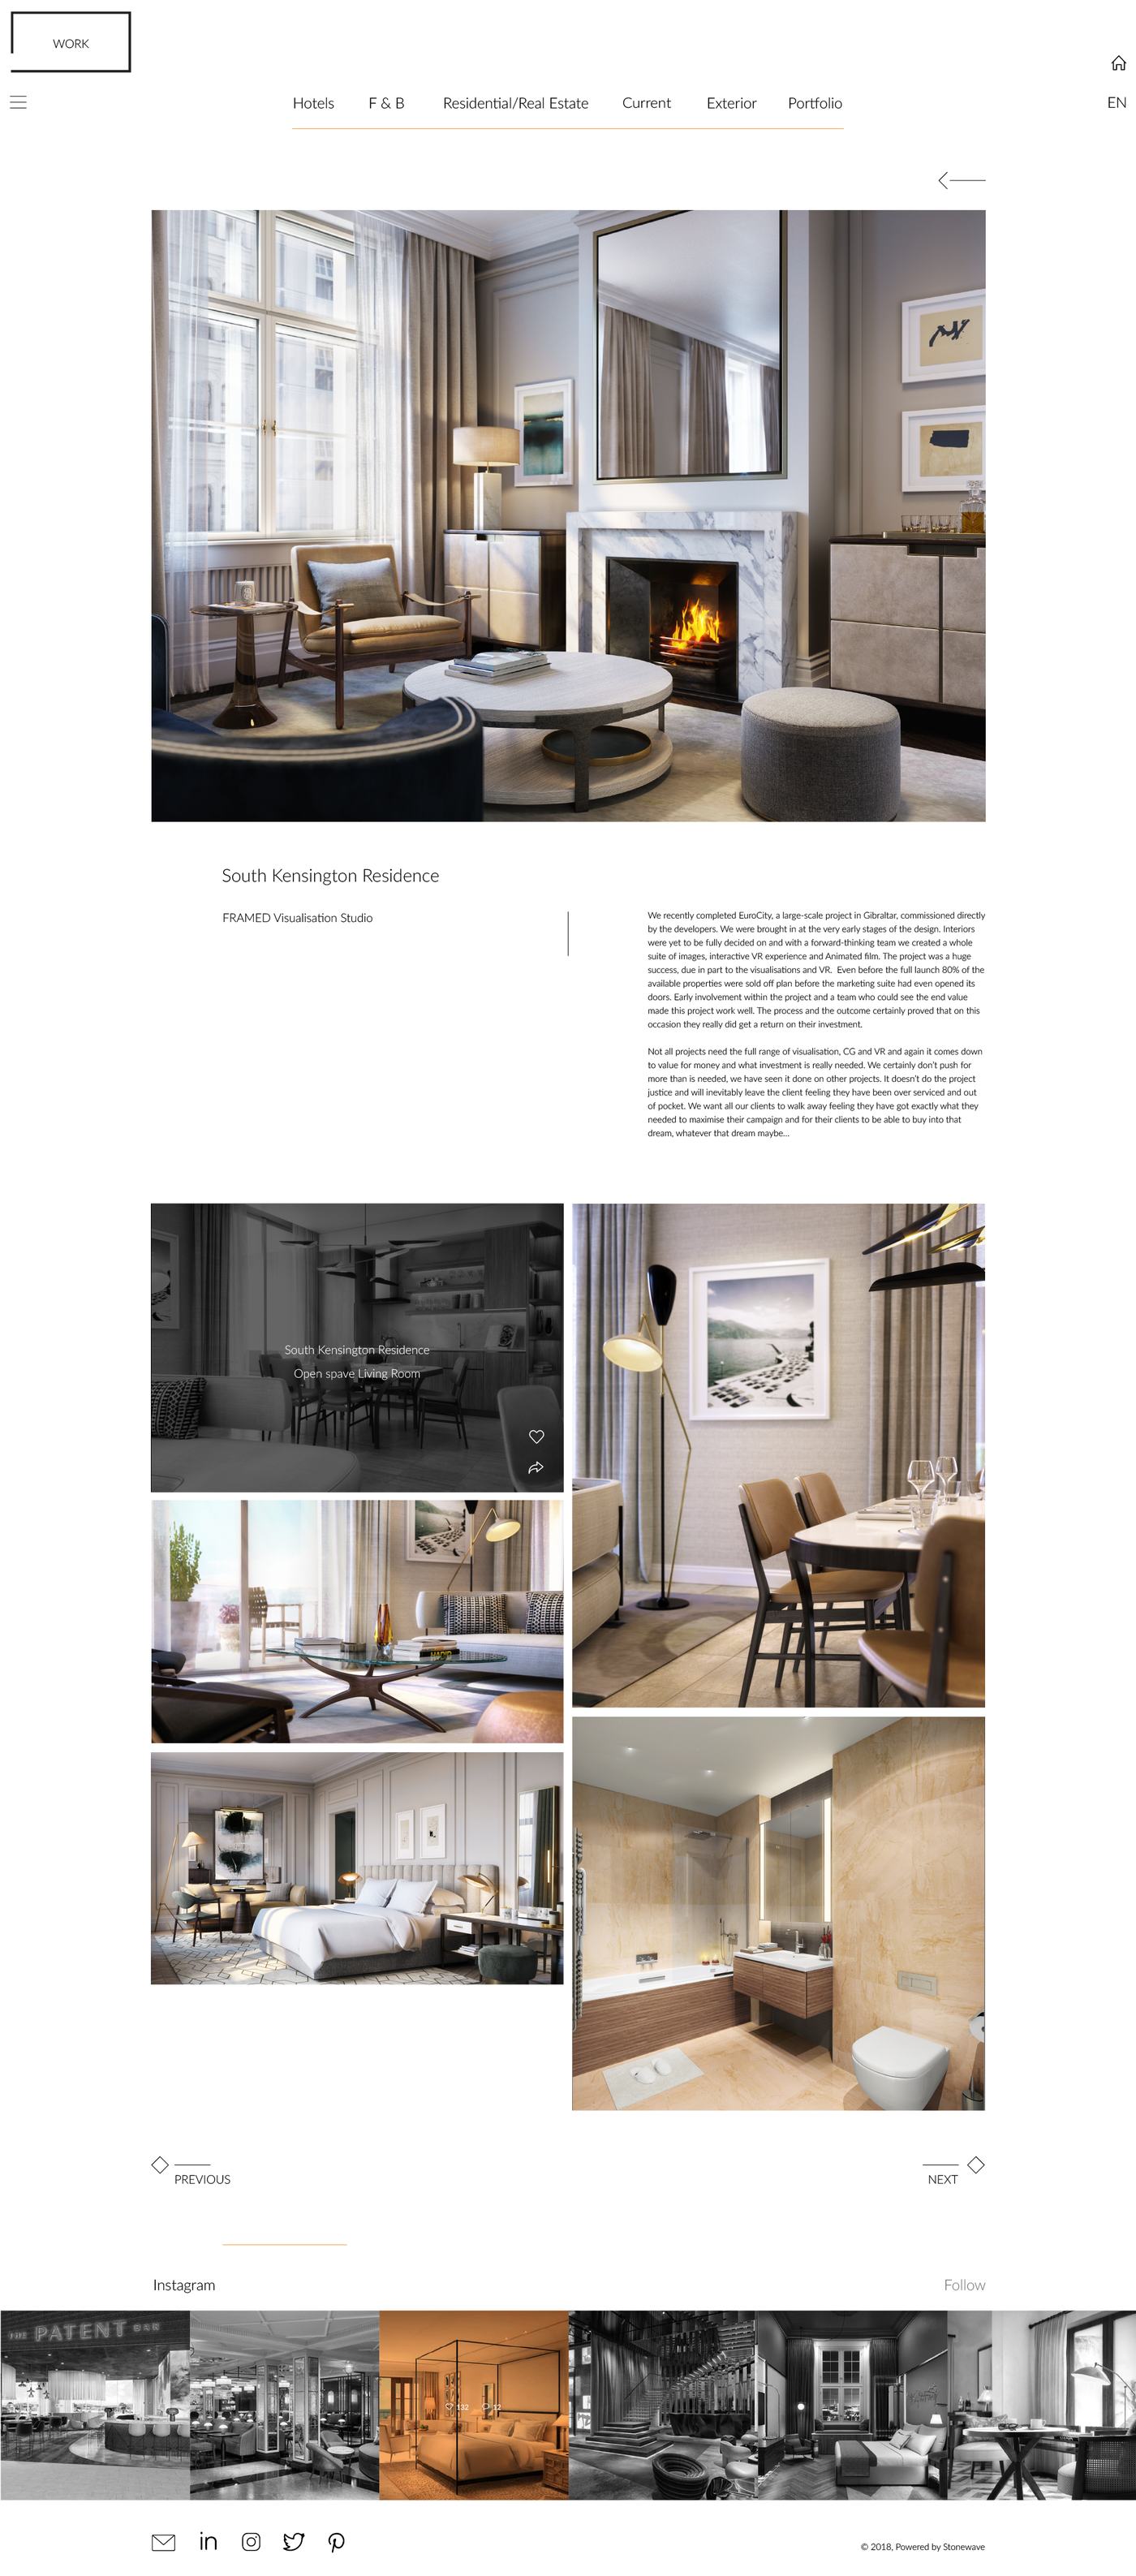 WORK
Hotels
F & B
Residential/Real Estate
Current
Exterior
Portfolio
EN
South Kensington Residence
FRAMED Visualisation Studio
We recently completed EuroCity, a large-scale project in Gibraltar, commissioned directly
by the developers. We were brought in at the very early stages of the design. Interiors
were yet to be fully decided on and with a forward-thinking team we created a whole
suite of images, interactive VR experience and Animated film. The project was a huge
success, due in part to the visualisations and VR.  Even before the full launch 80% of the
available properties were sold off plan before the marketing suite had even opened its
doors. Early involvement within the project and a team who could see the end value
made this project work well. The process and the outcome certainly proved that on this
occasion they really did get a return on their investment.
Not all projects need the full range of visualisation, CG and VR and again it comes down
to value for money and what investment is really needed. We certainly don't push for
more than is needed, we have seen it done on other projects. It doesn't do the project
justice and will inevitably leave the client feeling they have been over serviced and out
of pocket. We want all our clients to walk away feeling they have got exactly what they
needed to maximise their campaign and for their clients to be able to buy into that
dream, whatever that dream maybe...
South Kensington Residence
Open spave Living Room
PREVIOUS
NEXT
Instagram
Follow
THE PATENT BAR
132
12
© 2018, Powered by Stonewave